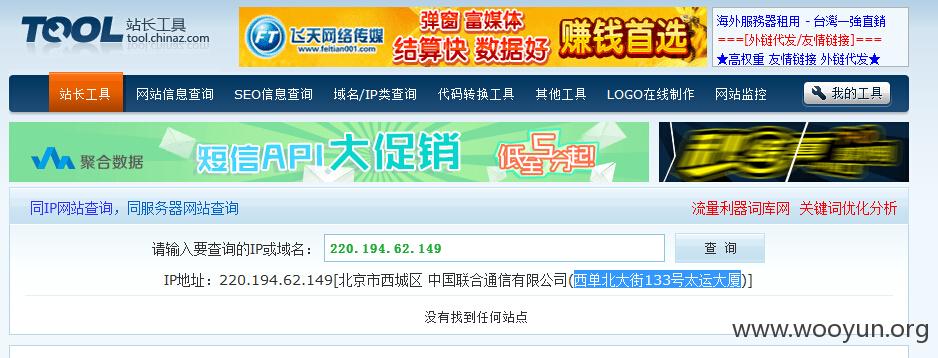 TOOL 站长工具
tool.chinaz.com
飞天网络传媒
www.feitian001.com
弹窗 富媒体
结算快 数据好
赚钱首选
海外服務器租用 - 台灣一強直銷
===[外链代发/友情链接]===
★高权重 友情链接 外链代发★
站长工具 网站信息查询 SEO信息查询 域名/IP类查询 代码转换工具 其他工具 LOGO在线制作 网站监控 我的工具
聚合数据 短信API大促销 低至5分起!
同IP网站查询，同服务器网站查询 流量利器词库网 关键词优化分析
请输入要查询的IP或域名： 220.194.62.149 查 询
IP地址：220.194.62.149[北京市西城区 中国联合通信有限公司(西单北大街133号太运大厦)]
没有找到任何站点
www.wooyun.org